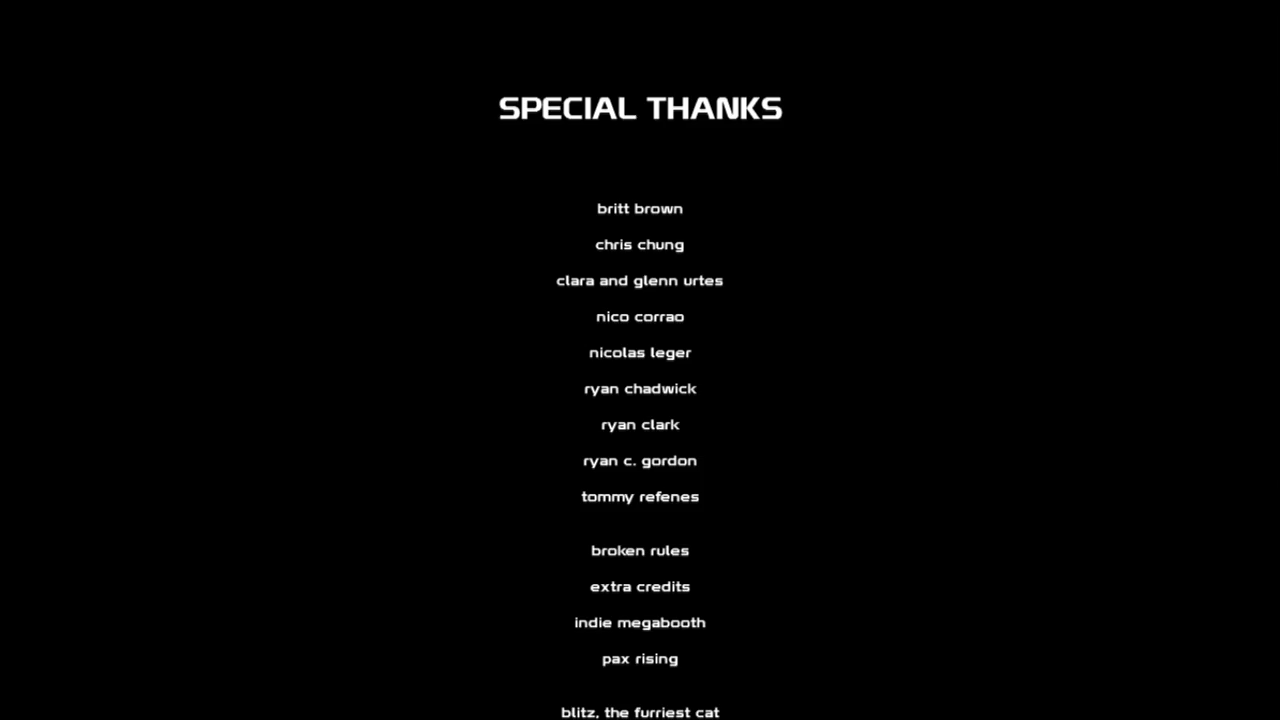 SPECIAL THANKS
britt brown
chris chung
clara and glenn urtes
nico corrao
nicolas leger
ryan chadwick
ryan clark
ryan c. gordon
tommy refenes
broken rules
extra credits
indie megabooth
pax rising
blitz, the furriest cat